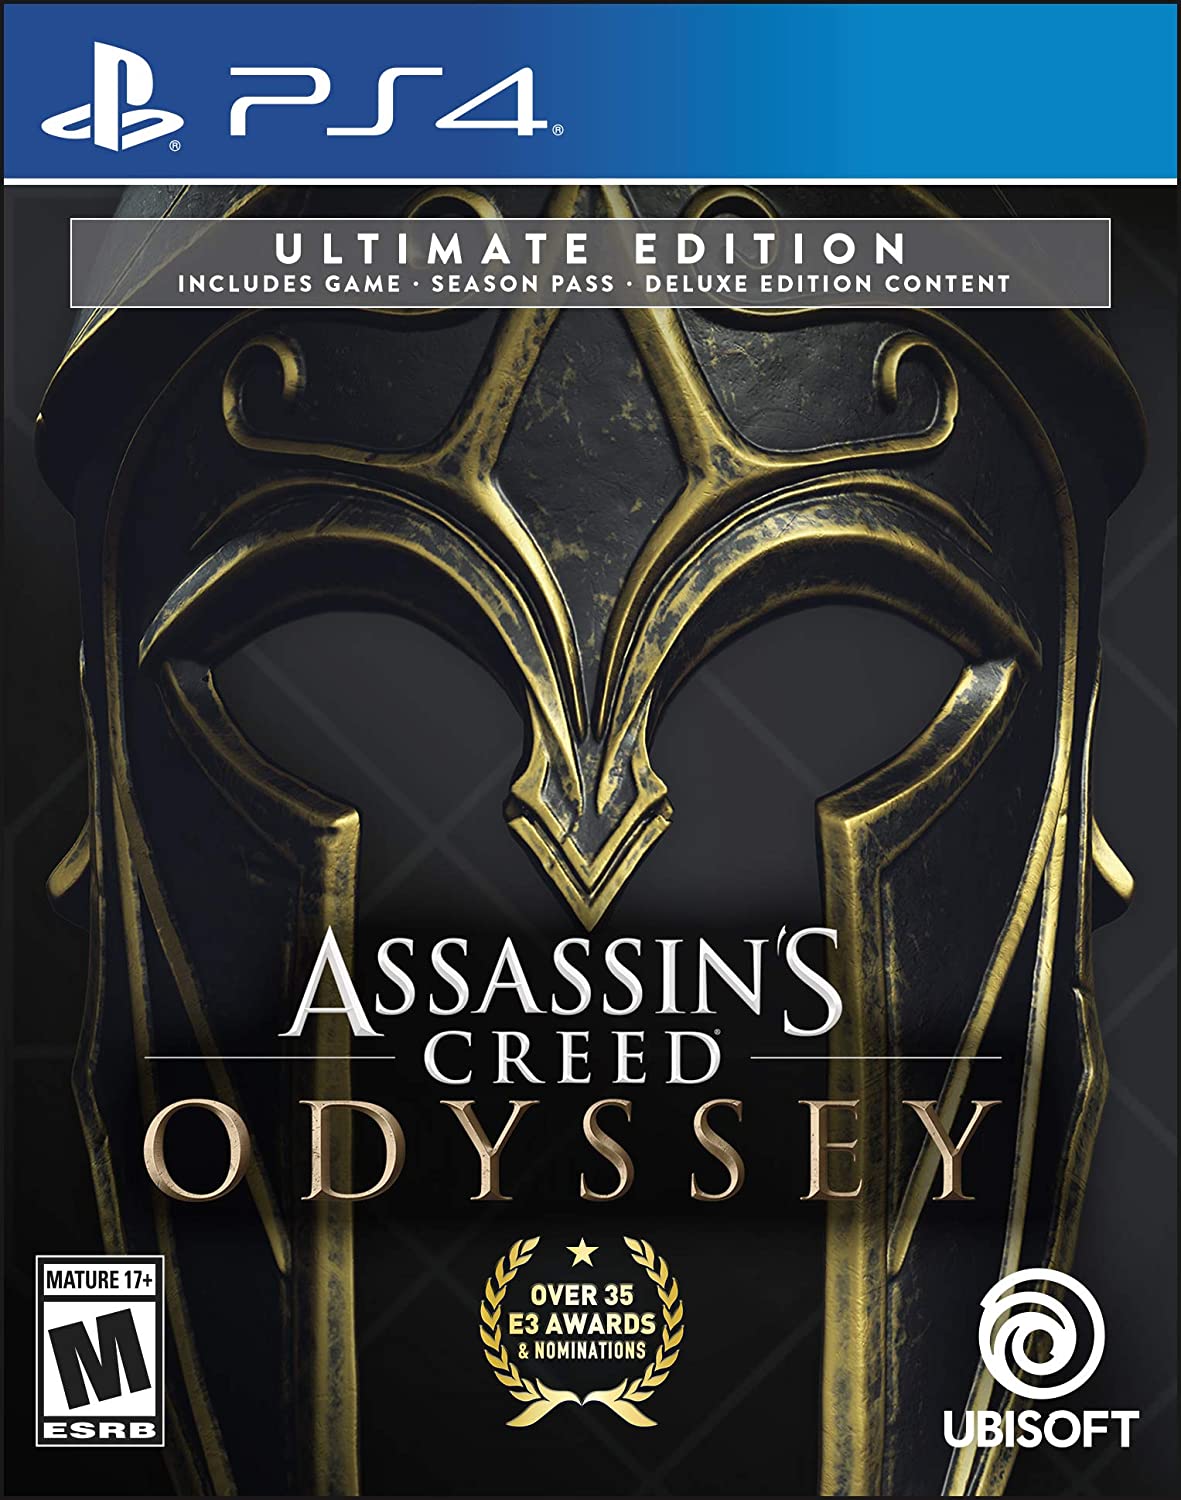 PS4
ULTIMATE EDITION
INCLUDES GAME · SEASON PASS · DELUXE EDITION CONTENT
ASSASSIN'S
CREED®
ODYSSEY
MATURE 17+
M
ESRB
OVER 35
E3 AWARDS
& NOMINATIONS
UBISOFT